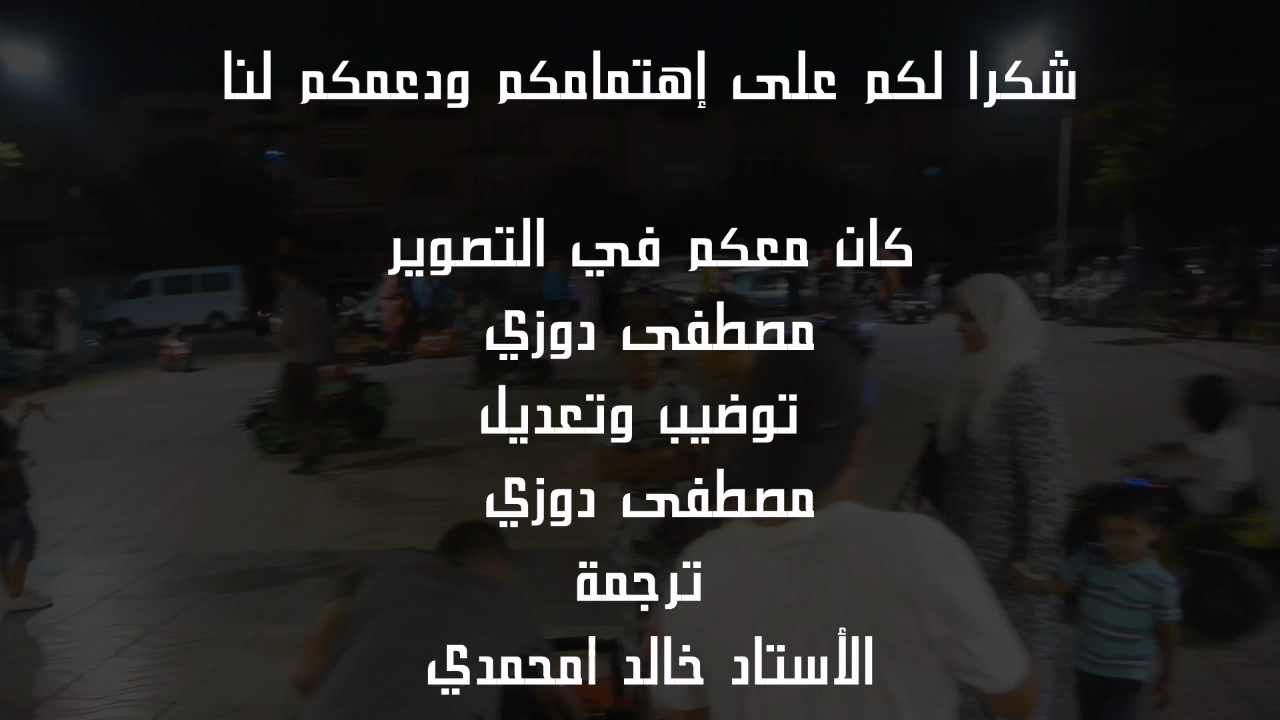 شكرا لكم على إهتمامكم ودعمكم لنا
كان معكم في التصوير
مصطفى دوزي
توضيب وتعديل
مصطفى دوزي
ترجمة
الأستاد خالد امحمدي